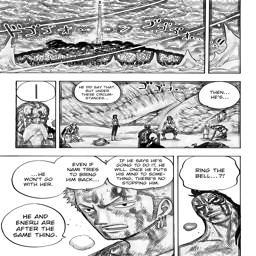 THEN...
HE'S...
HE DID SAY THAT
BUT UNDER
THESE CIRCUM-
STANCES...
!
RING THE
BELL...?!
IF HE SAYS HE'S
GOING TO DO IT, HE
WILL. ONCE HE PUTS
HIS MIND TO SOME-
THING, THERE'S NO
STOPPING HIM.
EVEN IF
NAMI TRIES TO
BRING HIM
BACK...
...HE
WON'T GO
WITH HER.
HE AND
ENERU ARE
AFTER THE
SAME THING.